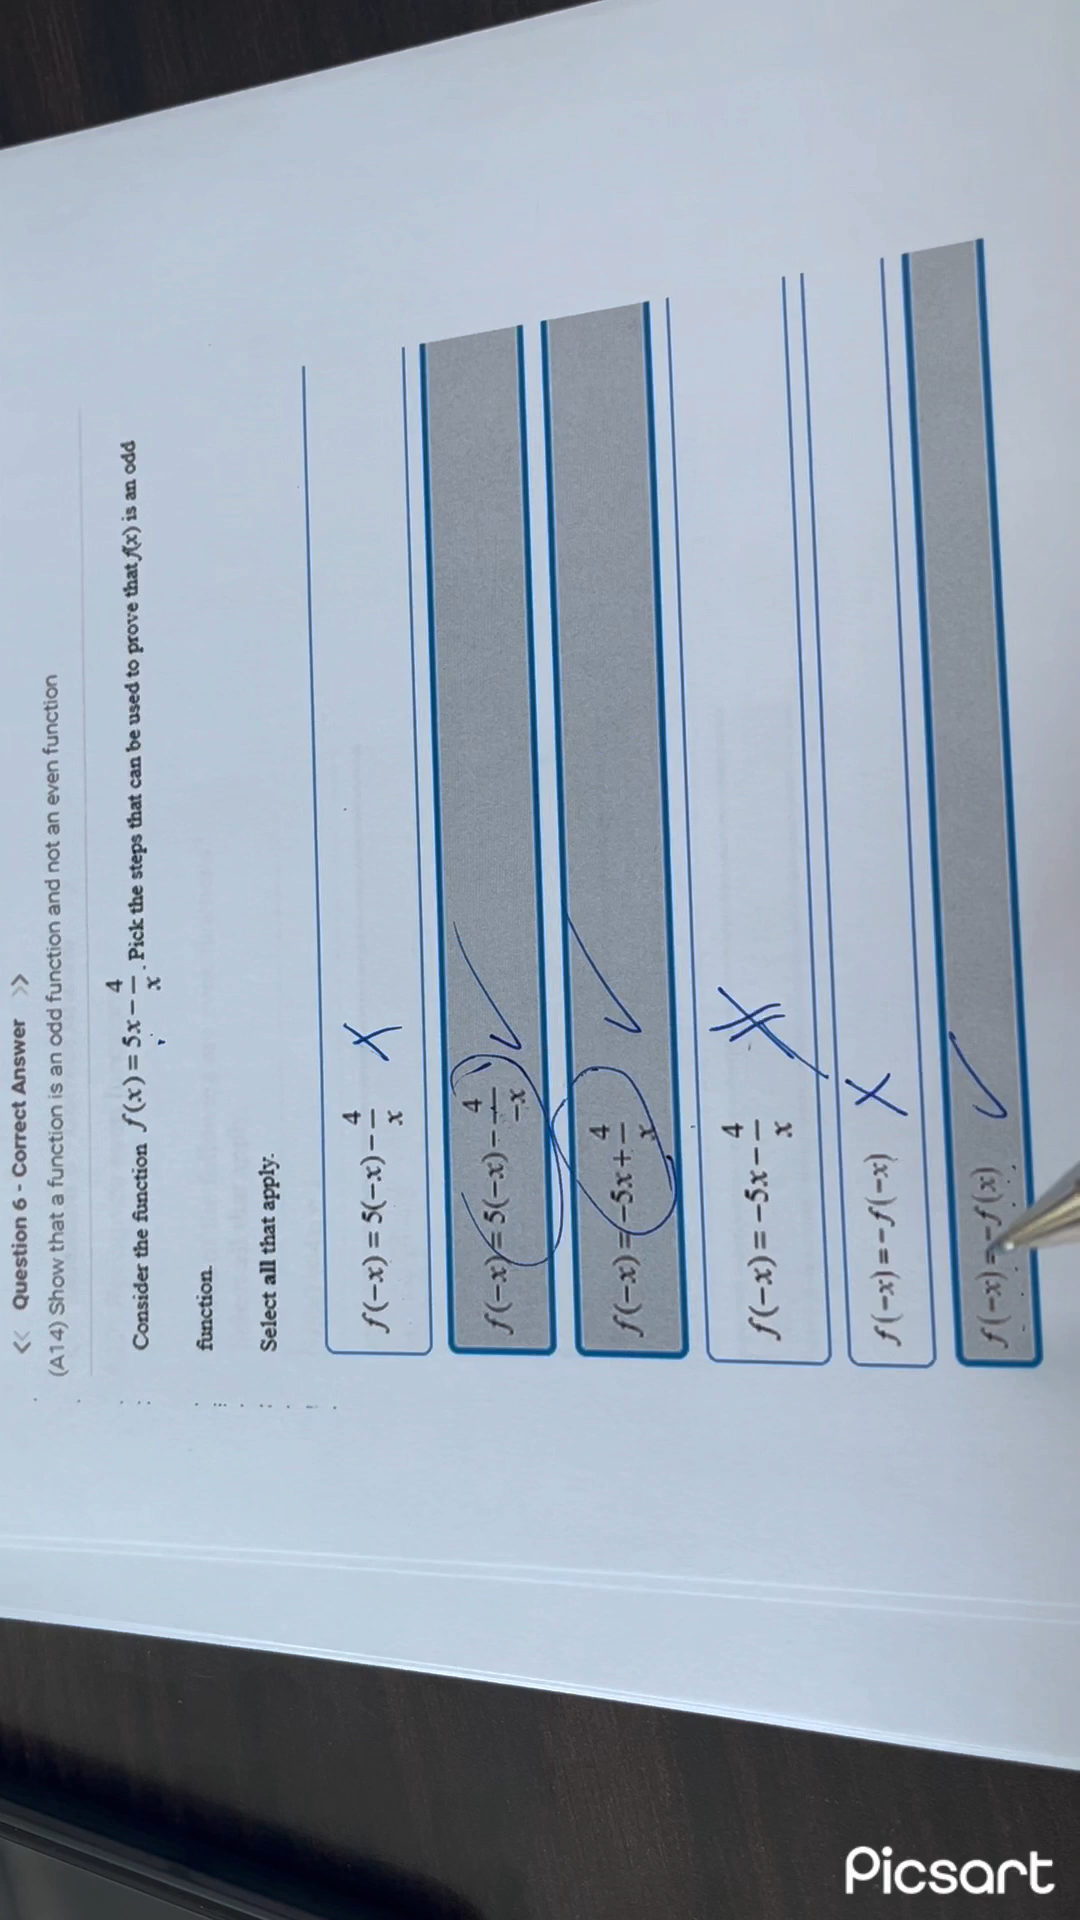 << Question 6 - Correct Answer >>
(A14) Show that a function is an odd function and not an even function
Consider the function f(x) = 5x − 4/x. Pick the steps that can be used to prove that f(x) is an odd
function.
Select all that apply.
f(−x) = 5(−x) − 4/x
f(−x) = 5(−x) − 4/−x
f(−x) = −5x + 4/x
f(−x) = −5x − 4/x
f(−x) = −f(−x)
f(−x) = −f(x)
Picsart